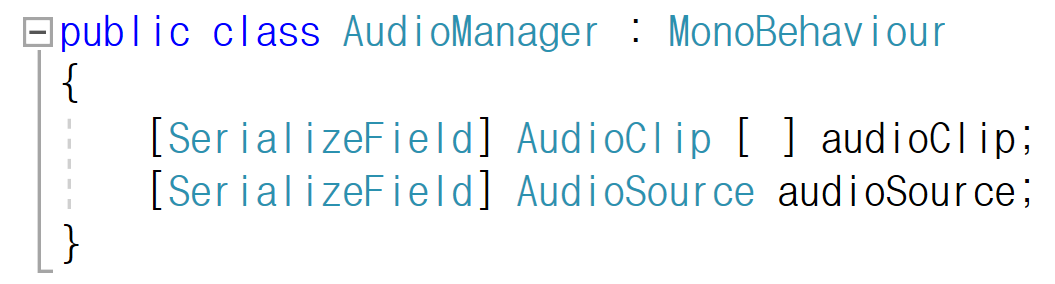 public class AudioManager : MonoBehaviour
{
[SerializeField] AudioClip [ ] audioClip;
[SerializeField] AudioSource audioSource;
}